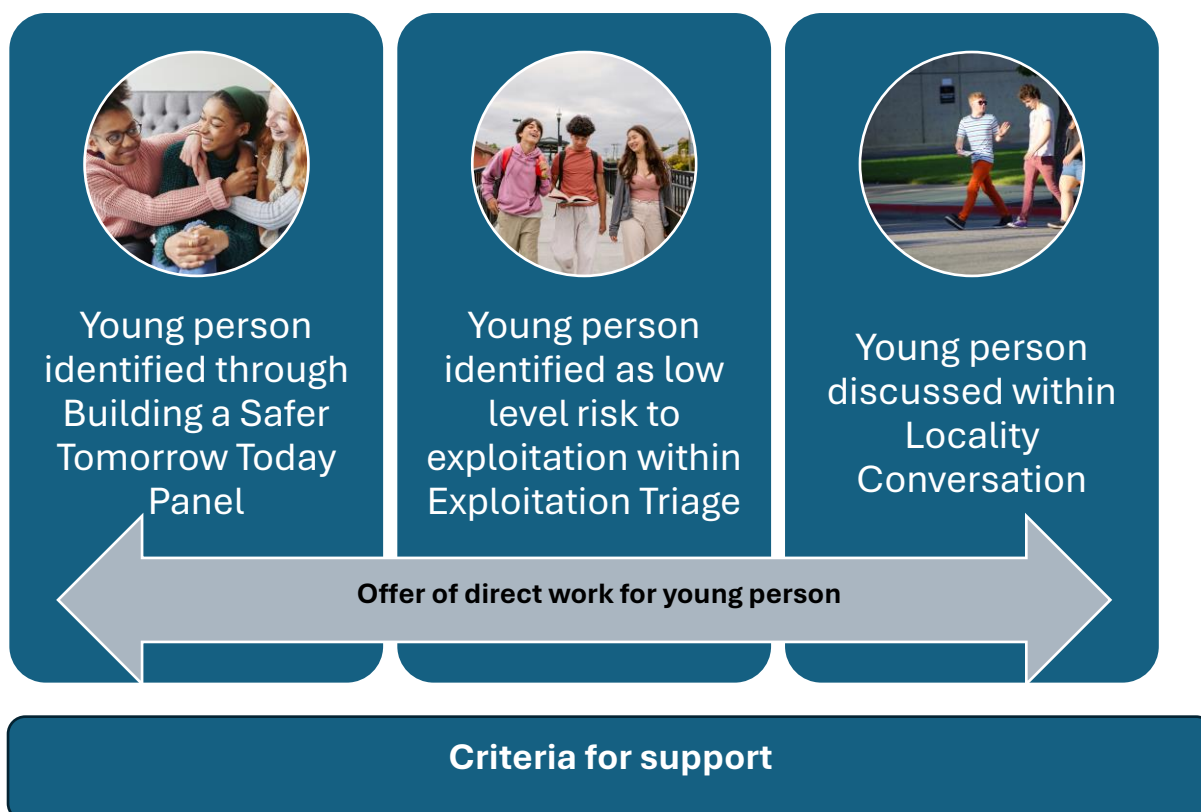 Young person
identified through
Building a Safer
Tomorrow Today
Panel
Young person
identified as low
level risk to
exploitation within
Exploitation Triage
Young person
discussed within
Locality
Conversation
Offer of direct work for young person
Criteria for support